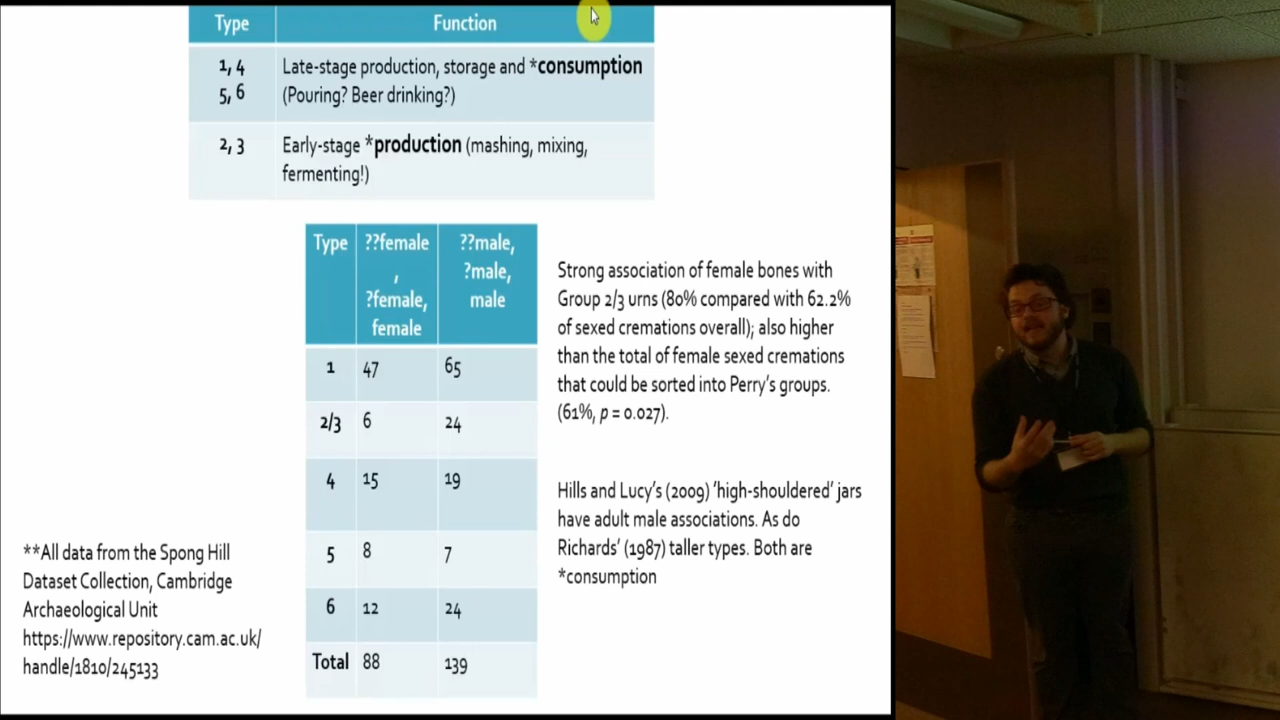 Type Function
1, 4 Late-stage production, storage and *consumption
5, 6 (Pouring? Beer drinking?)
2, 3 Early-stage *production (mashing, mixing,
fermenting!)
Type ??female ??male,
, ?male,
?female, male
female
1 47 65
2/3 6 24
4 15 19
5 8 7
6 12 24
Total 88 139
Strong association of female bones with
Group 2/3 urns (80% compared with 62.2%
of sexed cremations overall); also higher
than the total of female sexed cremations
that could be sorted into Perry's groups.
(61%, p = 0.027).
Hills and Lucy's (2009) 'high-shouldered' jars
have adult male associations. As do
Richards' (1987) taller types. Both are
*consumption
**All data from the Spong Hill
Dataset Collection, Cambridge
Archaeological Unit
https://www.repository.cam.ac.uk/
handle/1810/245133